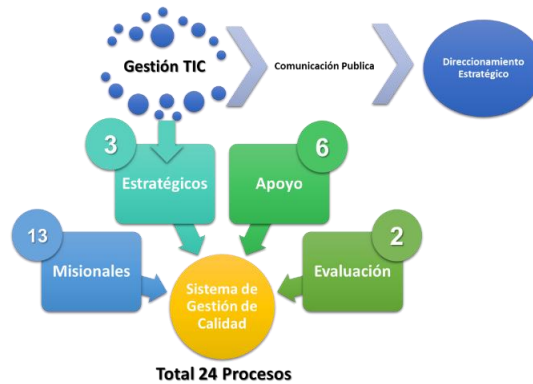 Gestión TIC
Comunicación Publica
Direccionamiento
Estratégico
3
Estratégicos
6
Apoyo
13
Misionales
2
Evaluación
Sistema de
Gestión de
Calidad
Total 24 Procesos